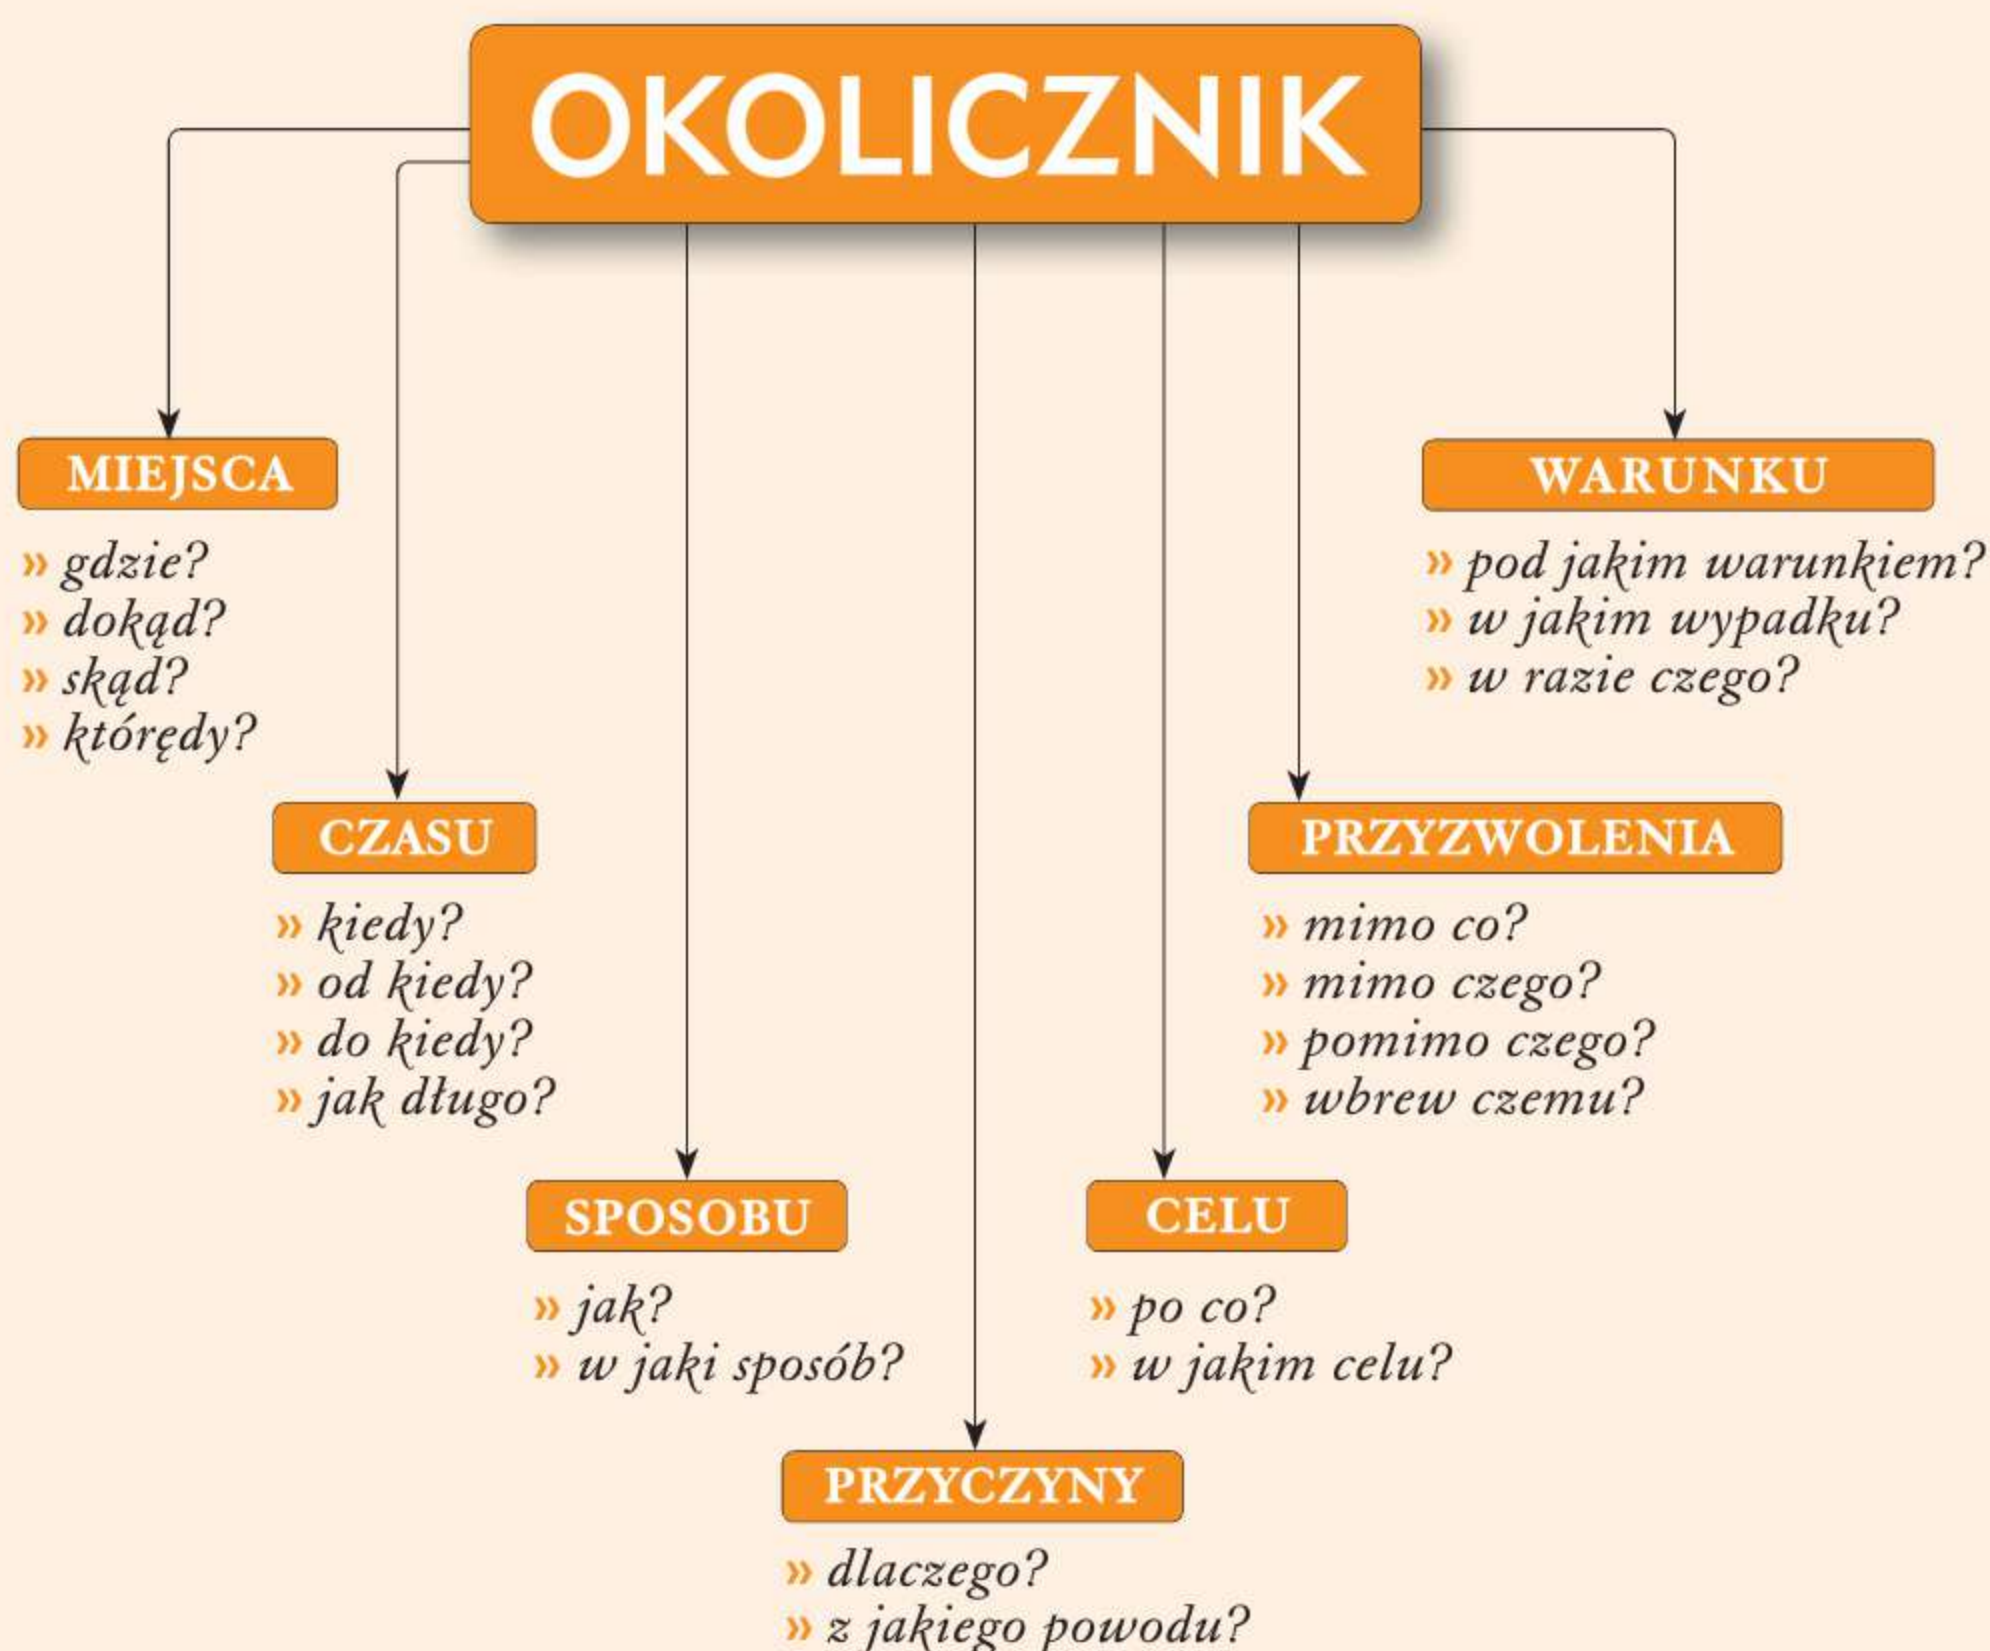 OKOLICZNIK
MIEJSCA
» gdzie?
» dokąd?
» skąd?
» którędy?
CZASU
» kiedy?
» od kiedy?
» do kiedy?
» jak długo?
SPOSOBU
» jak?
» w jaki sposób?
PRZYCZYNY
» dlaczego?
» z jakiego powodu?
CELU
» po co?
» w jakim celu?
PRZYZWOLENIA
» mimo co?
» mimo czego?
» pomimo czego?
» wbrew czemu?
WARUNKU
» pod jakim warunkiem?
» w jakim wypadku?
» w razie czego?